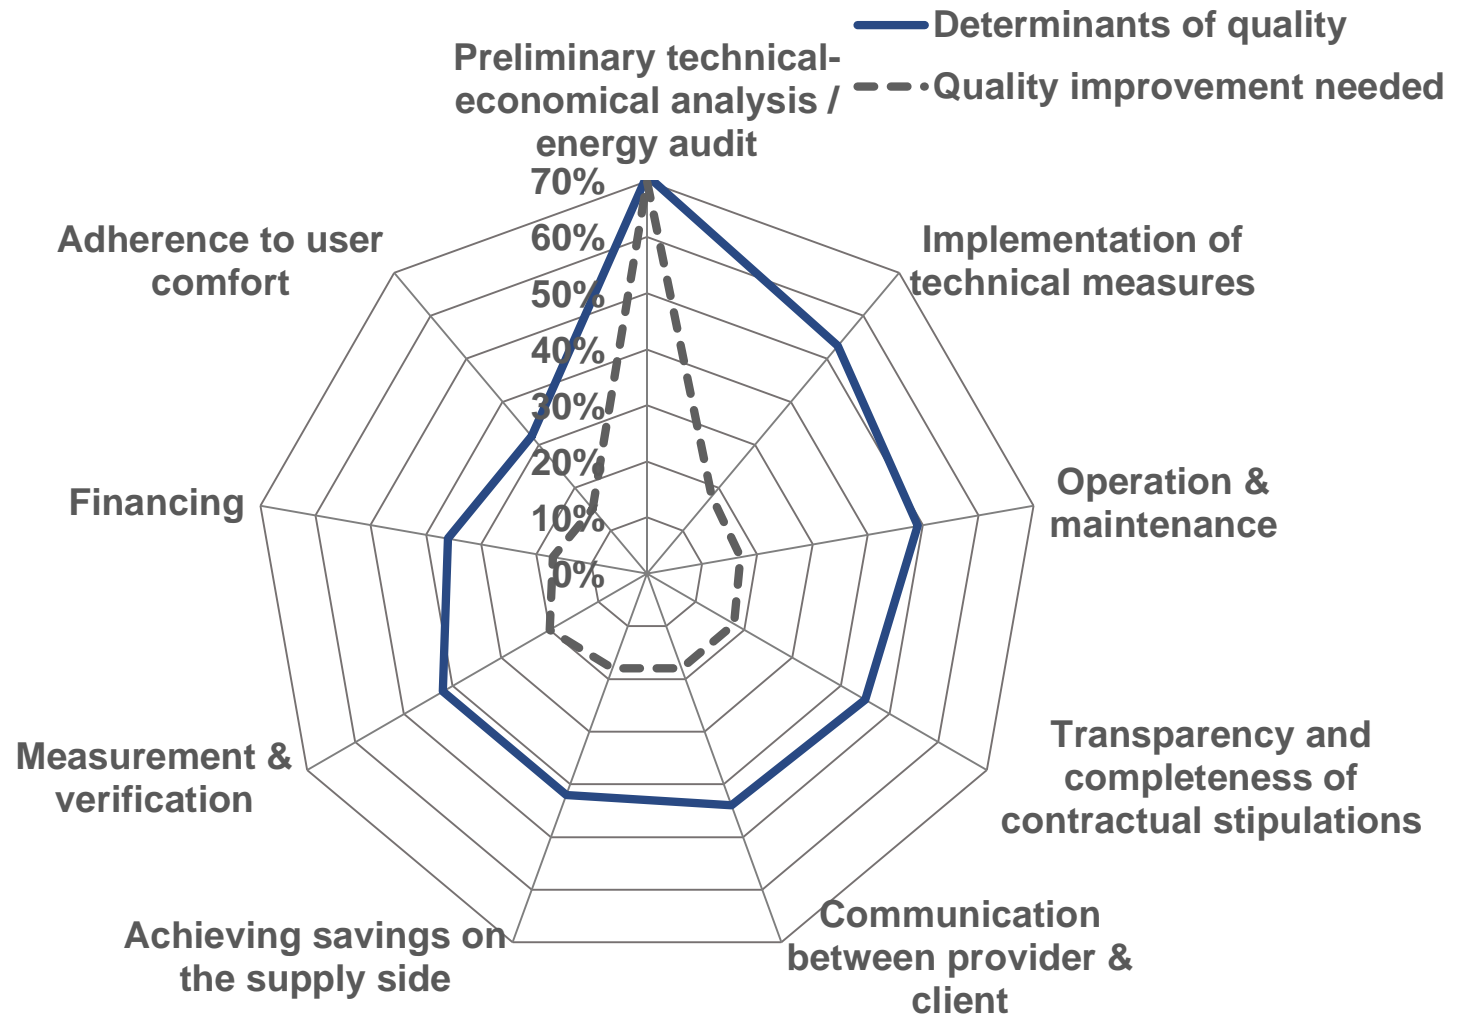 Determinants of quality
Quality improvement needed
Preliminary technical-
economical analysis /
energy audit
Implementation of
technical measures
Operation &
maintenance
Transparency and
completeness of
contractual stipulations
Communication
between provider &
client
Achieving savings on
the supply side
Measurement &
verification
Financing
Adherence to user
comfort
70%
60%
50%
40%
30%
20%
10%
0%